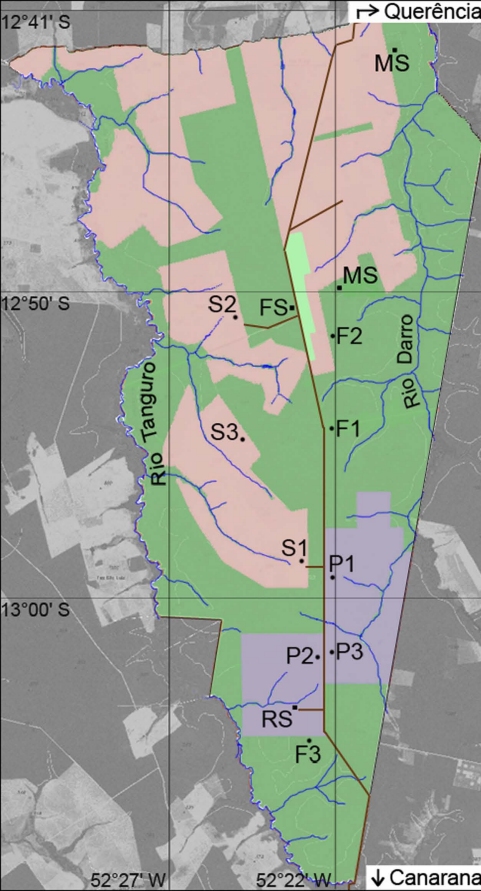 ↱ Querência
12°41' S
MS
MS
12°50' S
S2
FS
F2
Rio Darro
Rio Tanguro
F1
S3
S1
P1
13°00' S
P2
P3
RS
F3
52°27' W
52°22' W
↓ Canarana